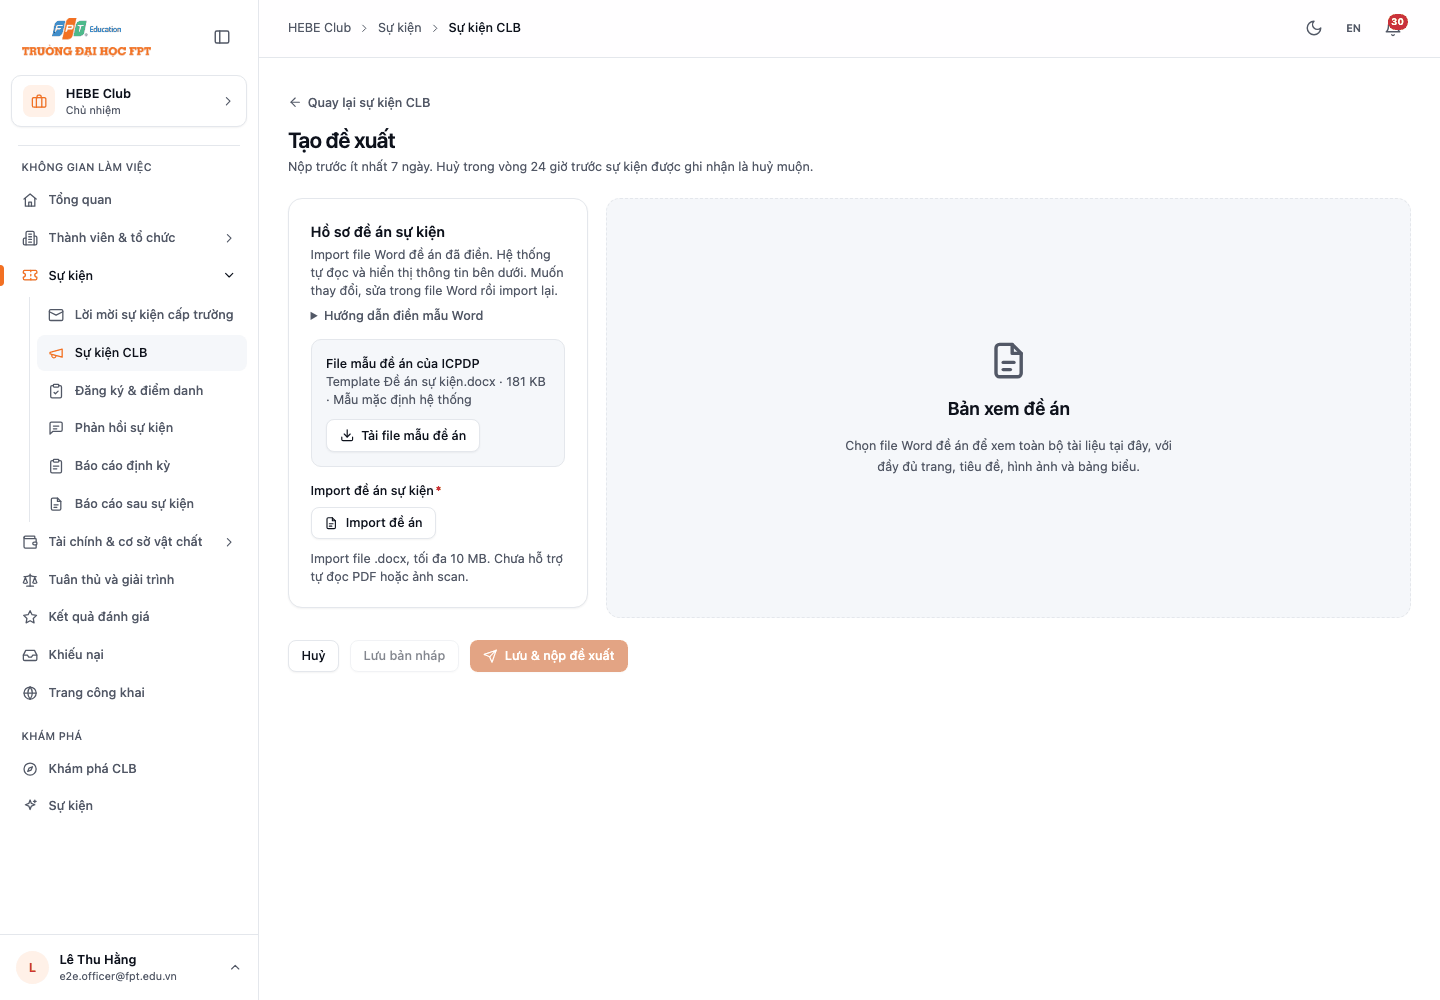 FPT Education
TRƯỜNG ĐẠI HỌC FPT
HEBE Club
Chủ nhiệm
KHÔNG GIAN LÀM VIỆC
Tổng quan
Thành viên & tổ chức
Sự kiện
Lời mời sự kiện cấp trường
Sự kiện CLB
Đăng ký & điểm danh
Phản hồi sự kiện
Báo cáo định kỳ
Báo cáo sau sự kiện
Tài chính & cơ sở vật chất
Tuân thủ và giải trình
Kết quả đánh giá
Khiếu nại
Trang công khai
KHÁM PHÁ
Khám phá CLB
Sự kiện
L
Lê Thu Hằng
e2e.officer@fpt.edu.vn
HEBE Club > Sự kiện > Sự kiện CLB
EN
30
Quay lại sự kiện CLB
Tạo đề xuất
Nộp trước ít nhất 7 ngày. Huỷ trong vòng 24 giờ trước sự kiện được ghi nhận là huỷ muộn.
Hồ sơ đề án sự kiện
Import file Word đề án đã điền. Hệ thống
tự đọc và hiển thị thông tin bên dưới. Muốn
thay đổi, sửa trong file Word rồi import lại.
Hướng dẫn điền mẫu Word
File mẫu đề án của ICPDP
Template Đề án sự kiện.docx · 181 KB
· Mẫu mặc định hệ thống
Tải file mẫu đề án
Import đề án sự kiện*
Import đề án
Import file .docx, tối đa 10 MB. Chưa hỗ trợ
tự đọc PDF hoặc ảnh scan.
Bản xem đề án
Chọn file Word đề án để xem toàn bộ tài liệu tại đây, với
đầy đủ trang, tiêu đề, hình ảnh và bảng biểu.
Huỷ
Lưu bản nháp
Lưu & nộp đề xuất